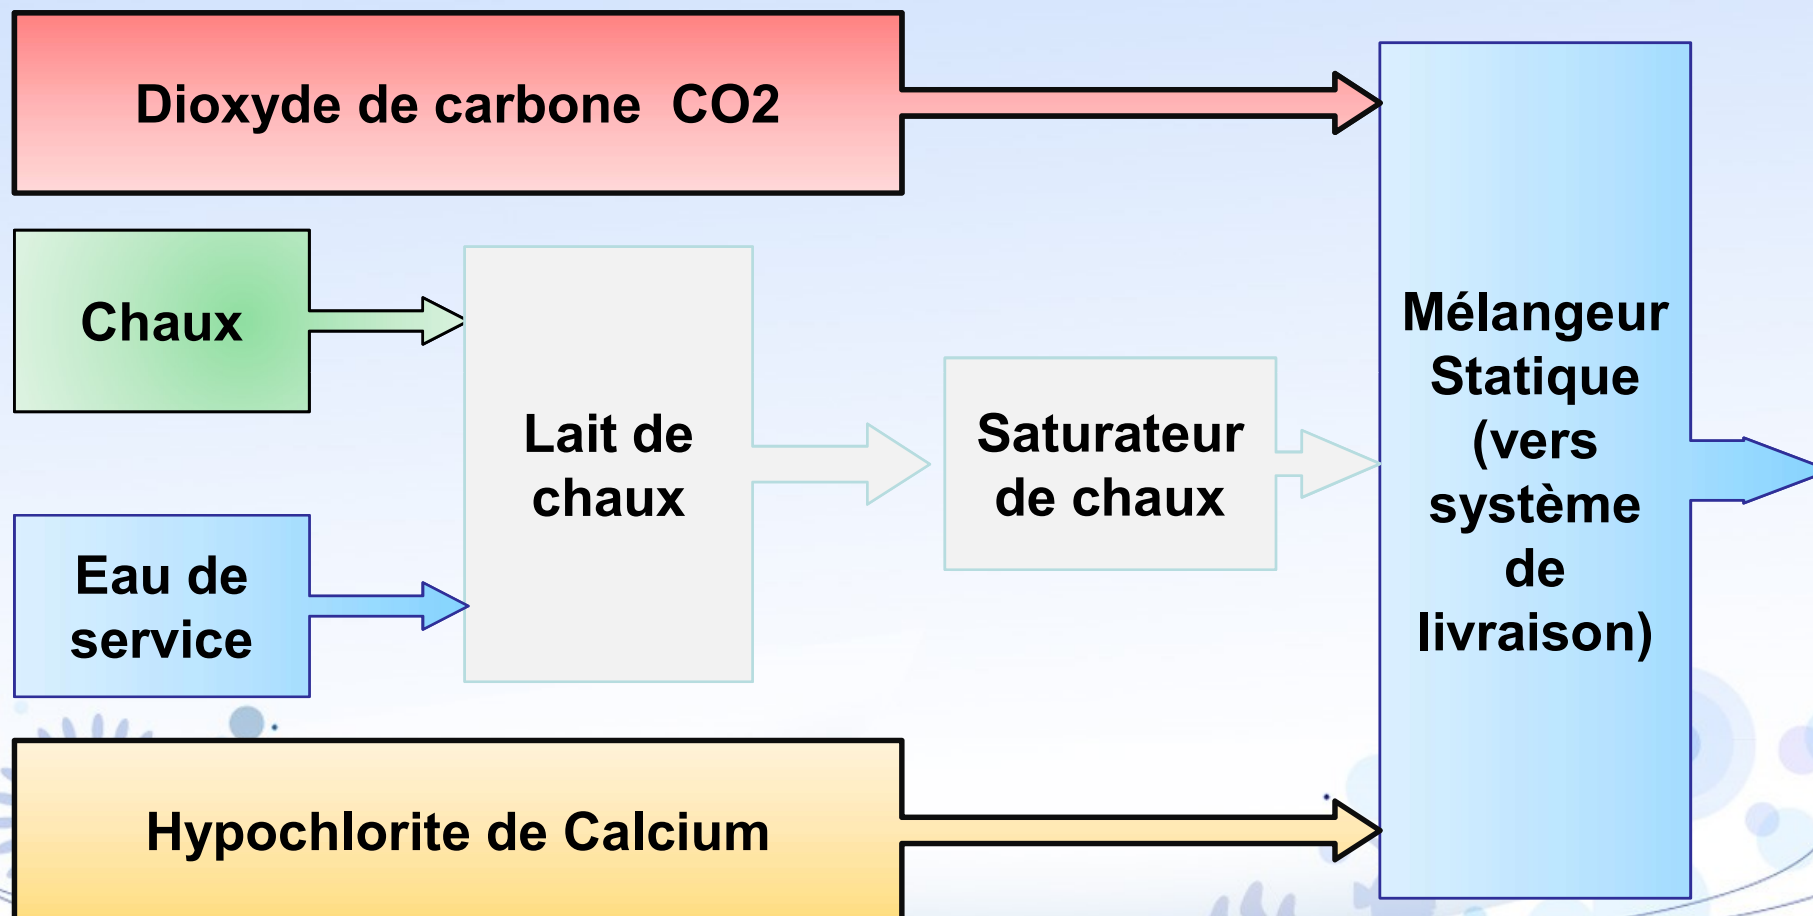 Dioxyde de carbone  CO2
Chaux
Eau de
service
Lait de
chaux
Saturateur
de chaux
Hypochlorite de Calcium
Mélangeur
Statique
(vers
système
de
livraison)